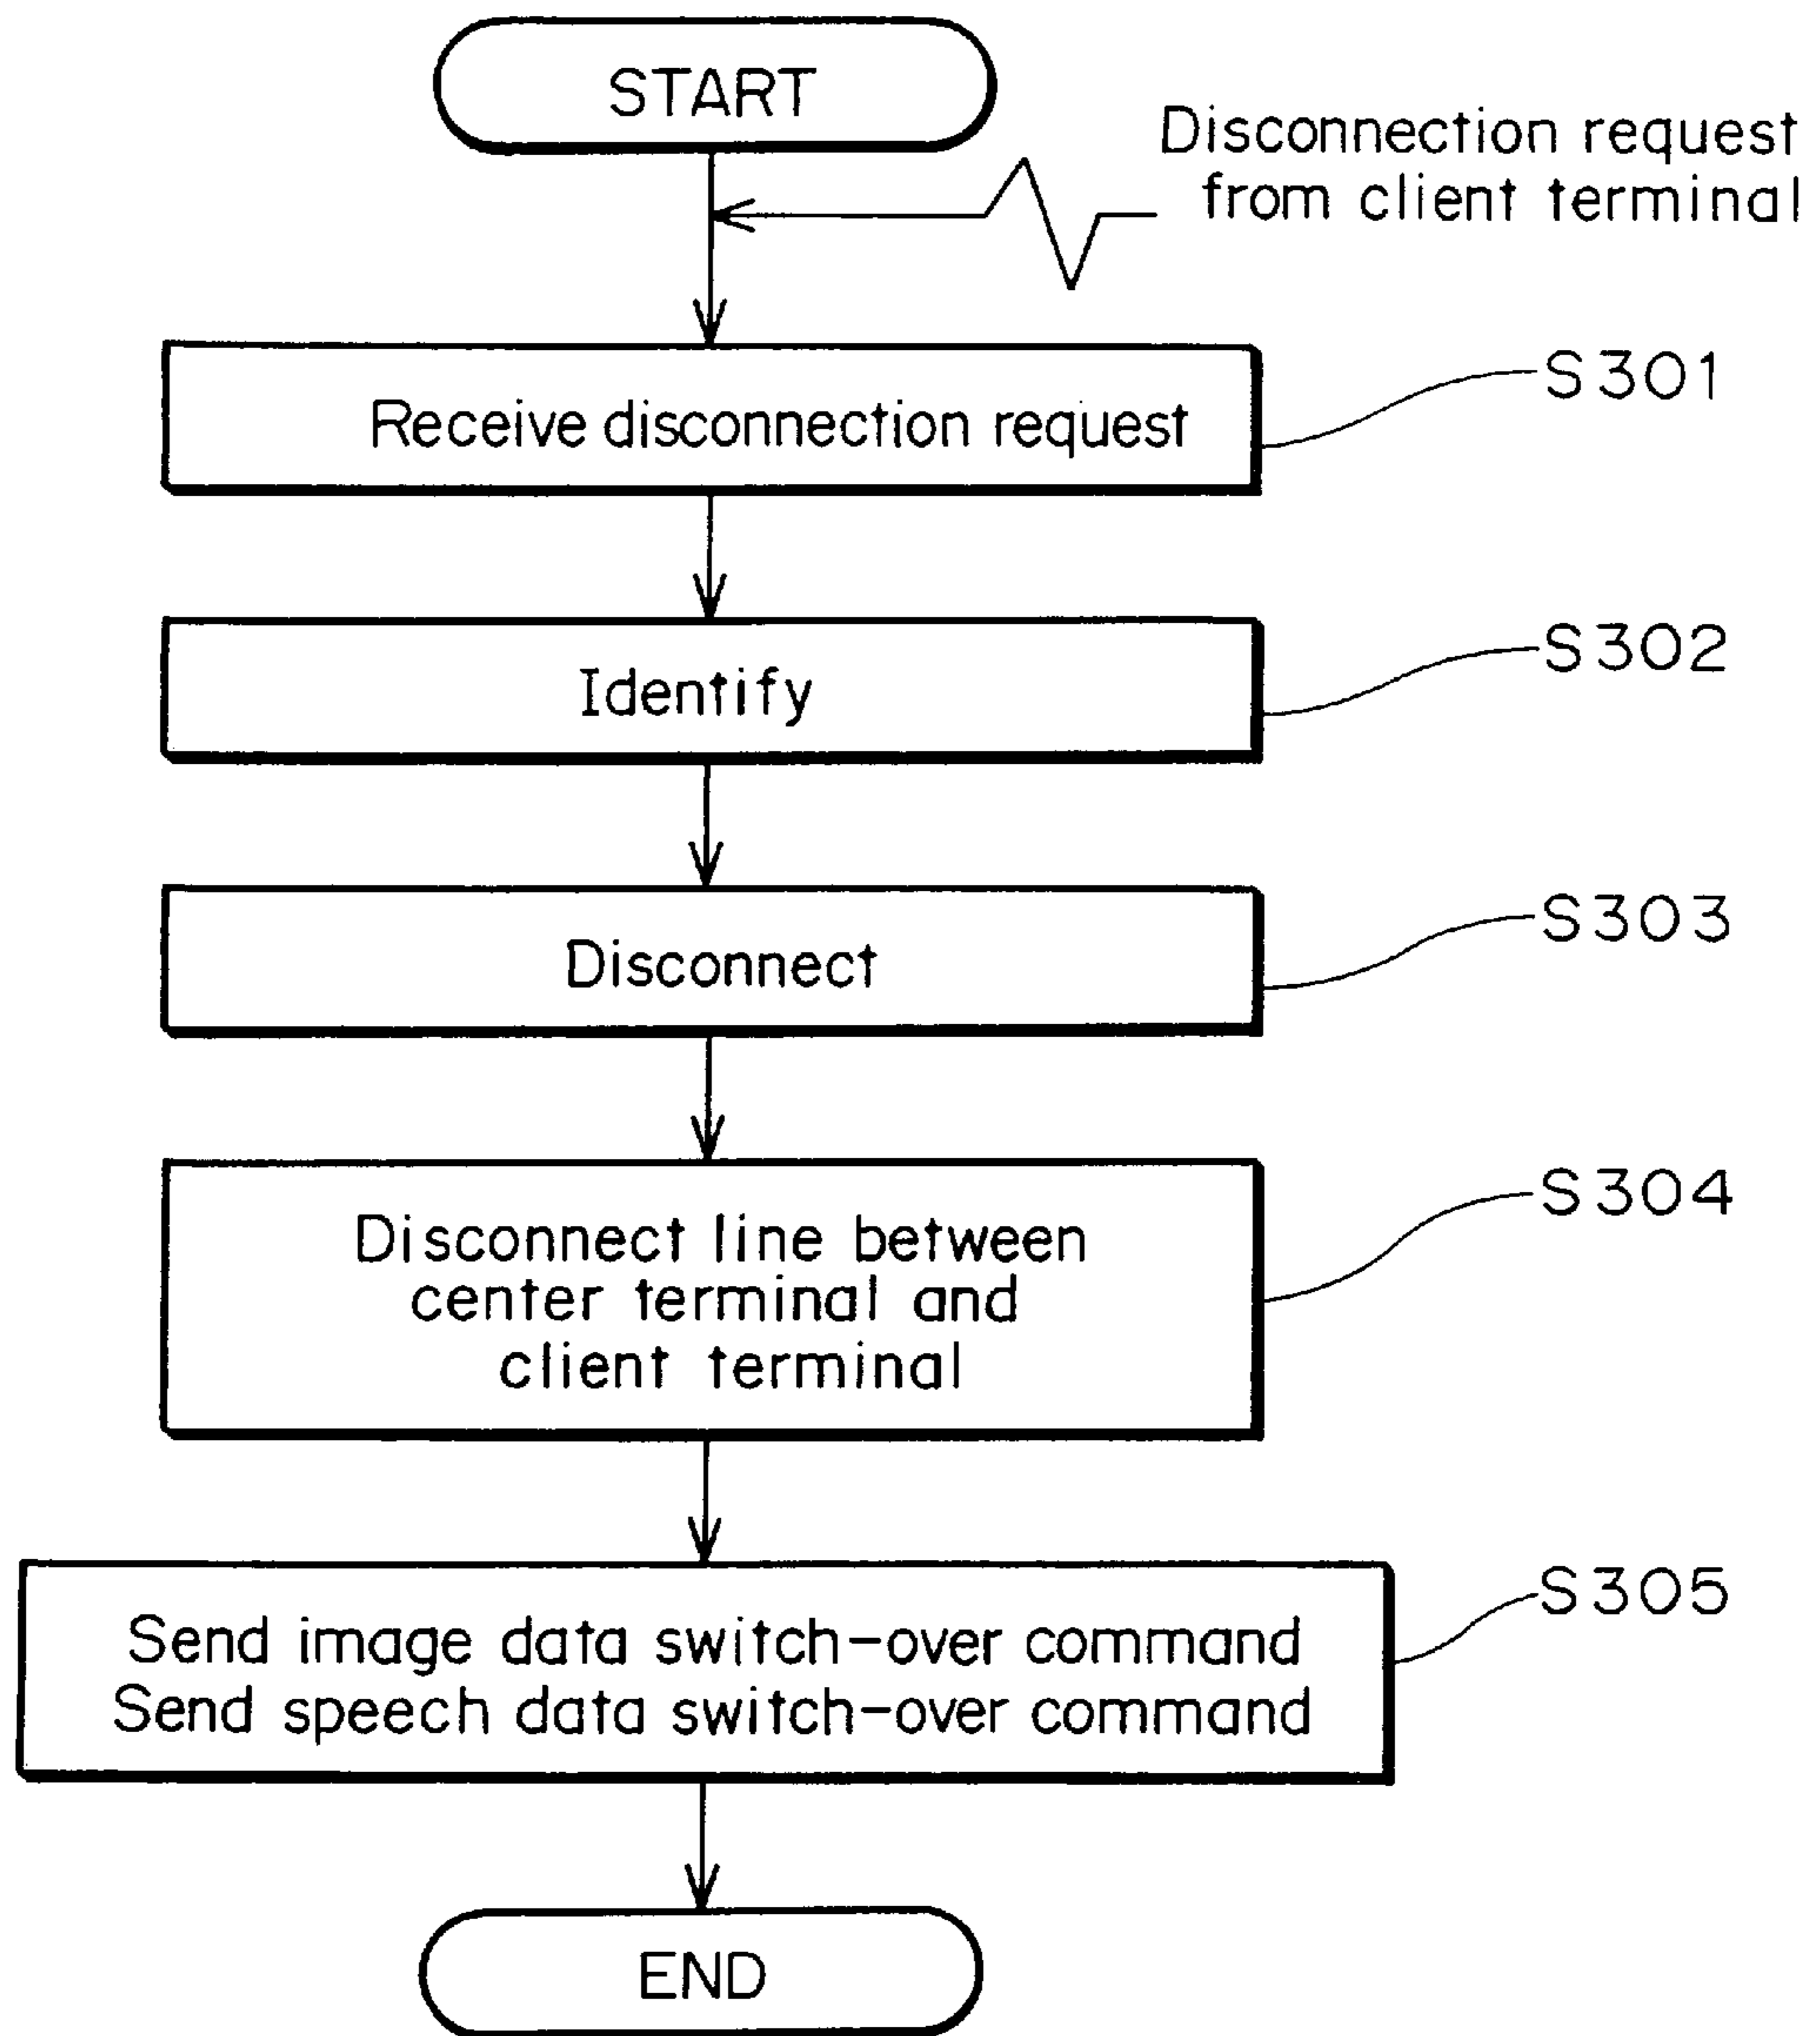 START
Disconnection request
from client terminal
Receive disconnection request
S301
Identify
S302
Disconnect
S303
Disconnect line between
center terminal and
client terminal
S304
Send image data switch-over command
Send speech data switch-over command
S305
END